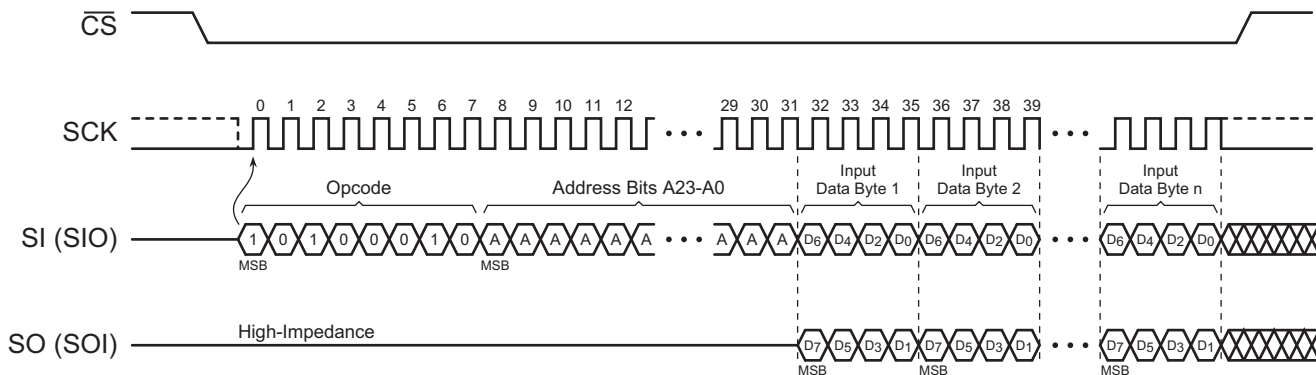 CS
0 1 2 3 4 5 6 7 8 9 10 11 12 29 30 31 32 33 34 35 36 37 38 39
SCK • • • • • •
Opcode Address Bits A23-A0 Input Data Byte 1 Input Data Byte 2 Input Data Byte n
SI (SIO) 1 0 1 0 0 0 1 0 A A A A A A • • • A A A D6 D4 D2 D0 D6 D4 D2 D0 • • • D6 D4 D2 D0
MSB MSB
High-Impedance
SO (SOI) D7 D5 D3 D1 D7 D5 D3 D1 • • • D7 D5 D3 D1
MSB MSB MSB